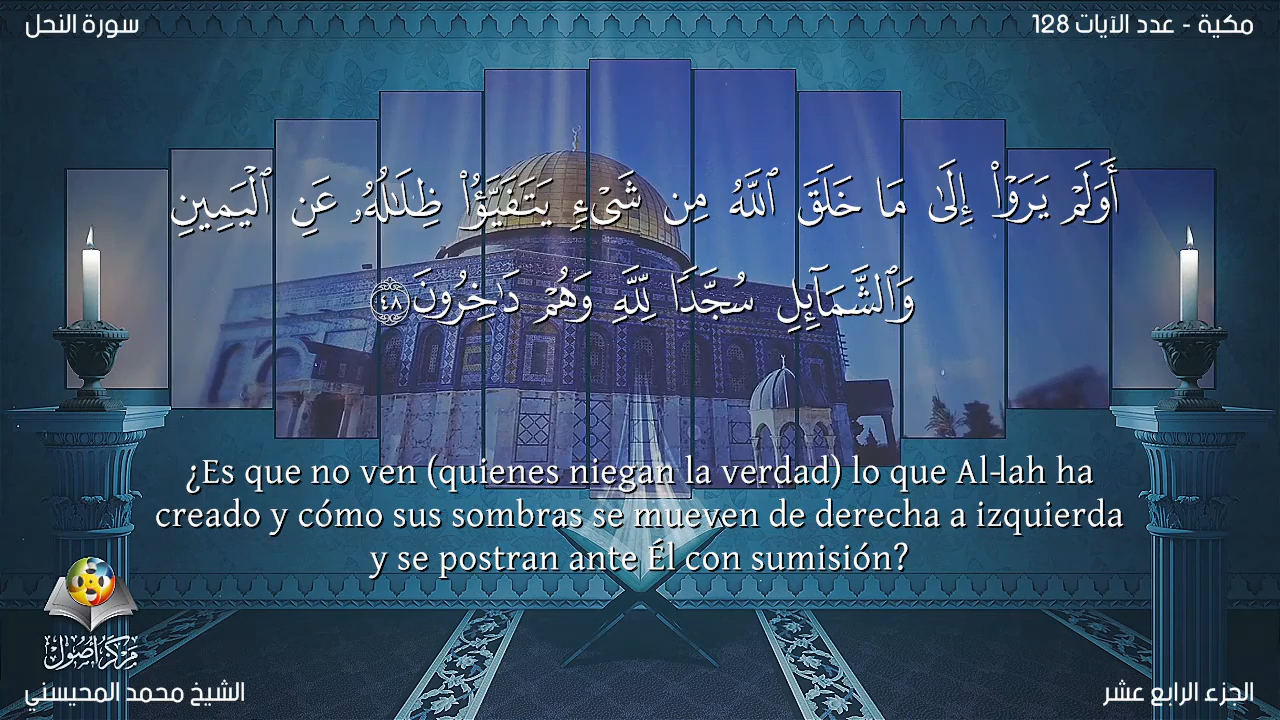 سورة النحل
مكية - عدد الآيات 128
أَوَلَمْ يَرَوْا۟ إِلَىٰ مَا خَلَقَ ٱللَّهُ مِن شَىْءٍ يَتَفَيَّؤُا۟ ظِلَـٰلُهُۥ عَنِ ٱلْيَمِينِ
وَٱلشَّمَآئِلِ سُجَّدًا لِّلَّهِ وَهُمْ دَٰخِرُونَ ٤٨
¿Es que no ven (quienes niegan la verdad) lo que Al-lah ha
creado y cómo sus sombras se mueven de derecha a izquierda
y se postran ante Él con sumisión?
مركز أصول
الشيخ محمد المحيسني
الجزء الرابع عشر